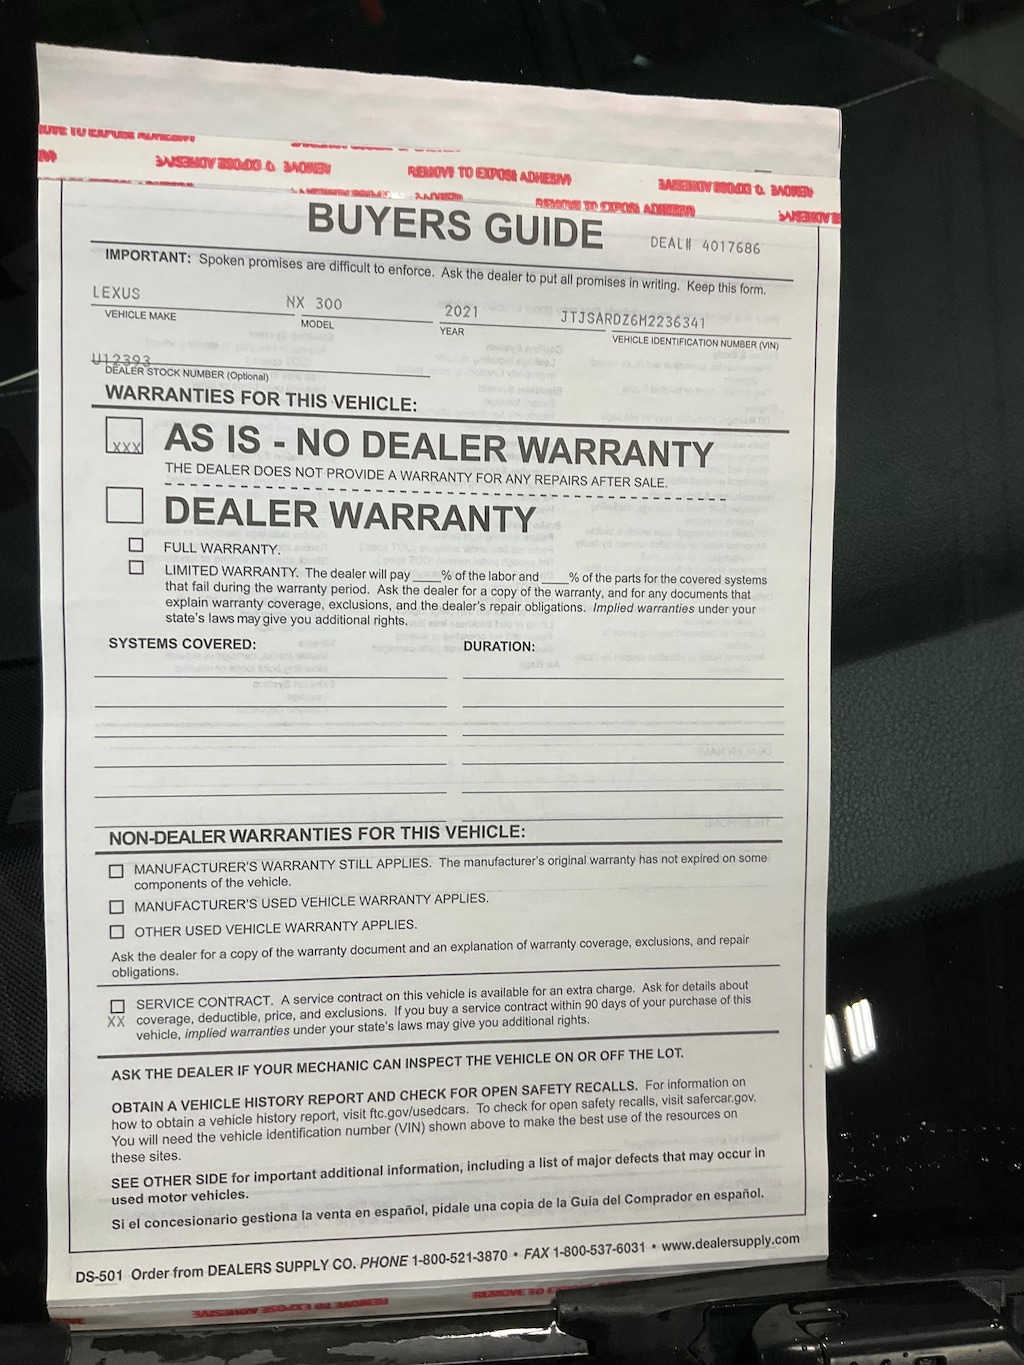 REMOVE TO EXPOSE ADHESIVE
BUYERS GUIDE
DEAL# 4017686
IMPORTANT: Spoken promises are difficult to enforce. Ask the dealer to put all promises in writing. Keep this form.
LEXUS NX 300 2021 JTJSARDZ6M2236341
VEHICLE MAKE MODEL YEAR VEHICLE IDENTIFICATION NUMBER (VIN)
U12393
DEALER STOCK NUMBER (Optional)
WARRANTIES FOR THIS VEHICLE:
XXX AS IS - NO DEALER WARRANTY
THE DEALER DOES NOT PROVIDE A WARRANTY FOR ANY REPAIRS AFTER SALE.
DEALER WARRANTY
FULL WARRANTY.
LIMITED WARRANTY. The dealer will pay ____% of the labor and ____% of the parts for the covered systems
that fail during the warranty period. Ask the dealer for a copy of the warranty, and for any documents that
explain warranty coverage, exclusions, and the dealer's repair obligations. Implied warranties under your
state's laws may give you additional rights.
SYSTEMS COVERED: DURATION:
NON-DEALER WARRANTIES FOR THIS VEHICLE:
MANUFACTURER'S WARRANTY STILL APPLIES. The manufacturer's original warranty has not expired on some
components of the vehicle.
MANUFACTURER'S USED VEHICLE WARRANTY APPLIES.
OTHER USED VEHICLE WARRANTY APPLIES.
Ask the dealer for a copy of the warranty document and an explanation of warranty coverage, exclusions, and repair
obligations.
SERVICE CONTRACT. A service contract on this vehicle is available for an extra charge. Ask for details about
XX coverage, deductible, price, and exclusions. If you buy a service contract within 90 days of your purchase of this
vehicle, implied warranties under your state's laws may give you additional rights.
ASK THE DEALER IF YOUR MECHANIC CAN INSPECT THE VEHICLE ON OR OFF THE LOT.
OBTAIN A VEHICLE HISTORY REPORT AND CHECK FOR OPEN SAFETY RECALLS. For information on
how to obtain a vehicle history report, visit ftc.gov/usedcars. To check for open safety recalls, visit safercar.gov.
You will need the vehicle identification number (VIN) shown above to make the best use of the resources on
these sites.
SEE OTHER SIDE for important additional information, including a list of major defects that may occur in
used motor vehicles.
Si el concesionario gestiona la venta en español, pídale una copia de la Guía del Comprador en español.
DS-501 Order from DEALERS SUPPLY CO. PHONE 1-800-521-3870 • FAX 1-800-537-6031 • www.dealersupply.com